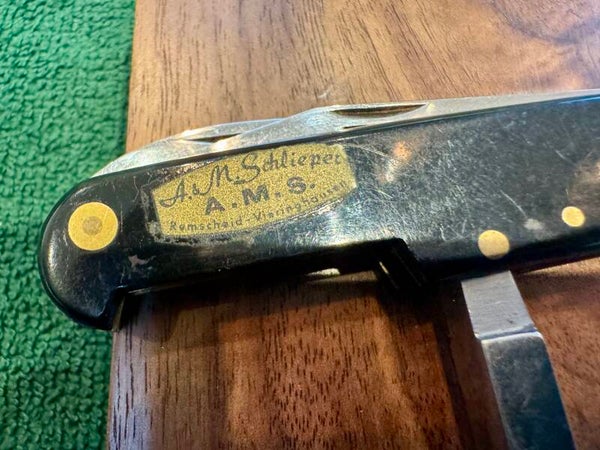 A. & M. Schlieper
A.M.S.
Remscheid-Vieringhausen